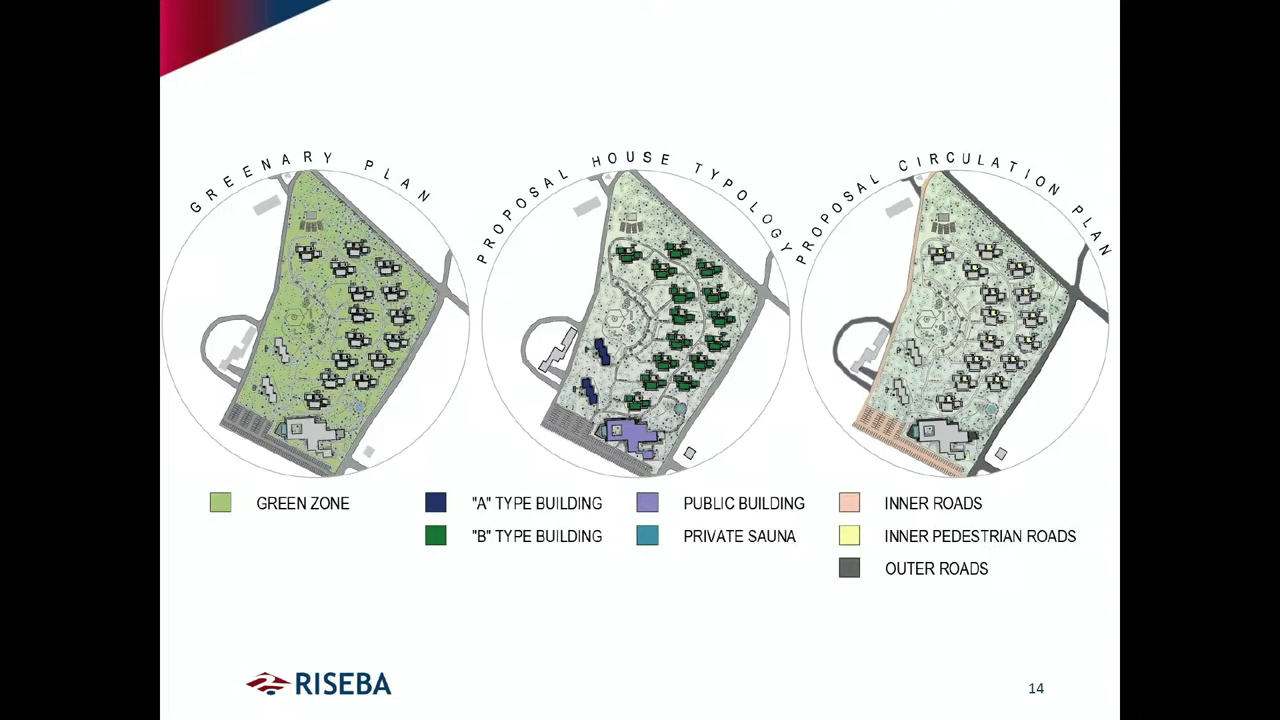 GREENARY PLAN
PROPOSAL HOUSE TYPOLOGY
PROPOSAL CIRCULATION PLAN
GREEN ZONE
"A" TYPE BUILDING
"B" TYPE BUILDING
PUBLIC BUILDING
PRIVATE SAUNA
INNER ROADS
INNER PEDESTRIAN ROADS
OUTER ROADS
RISEBA
14